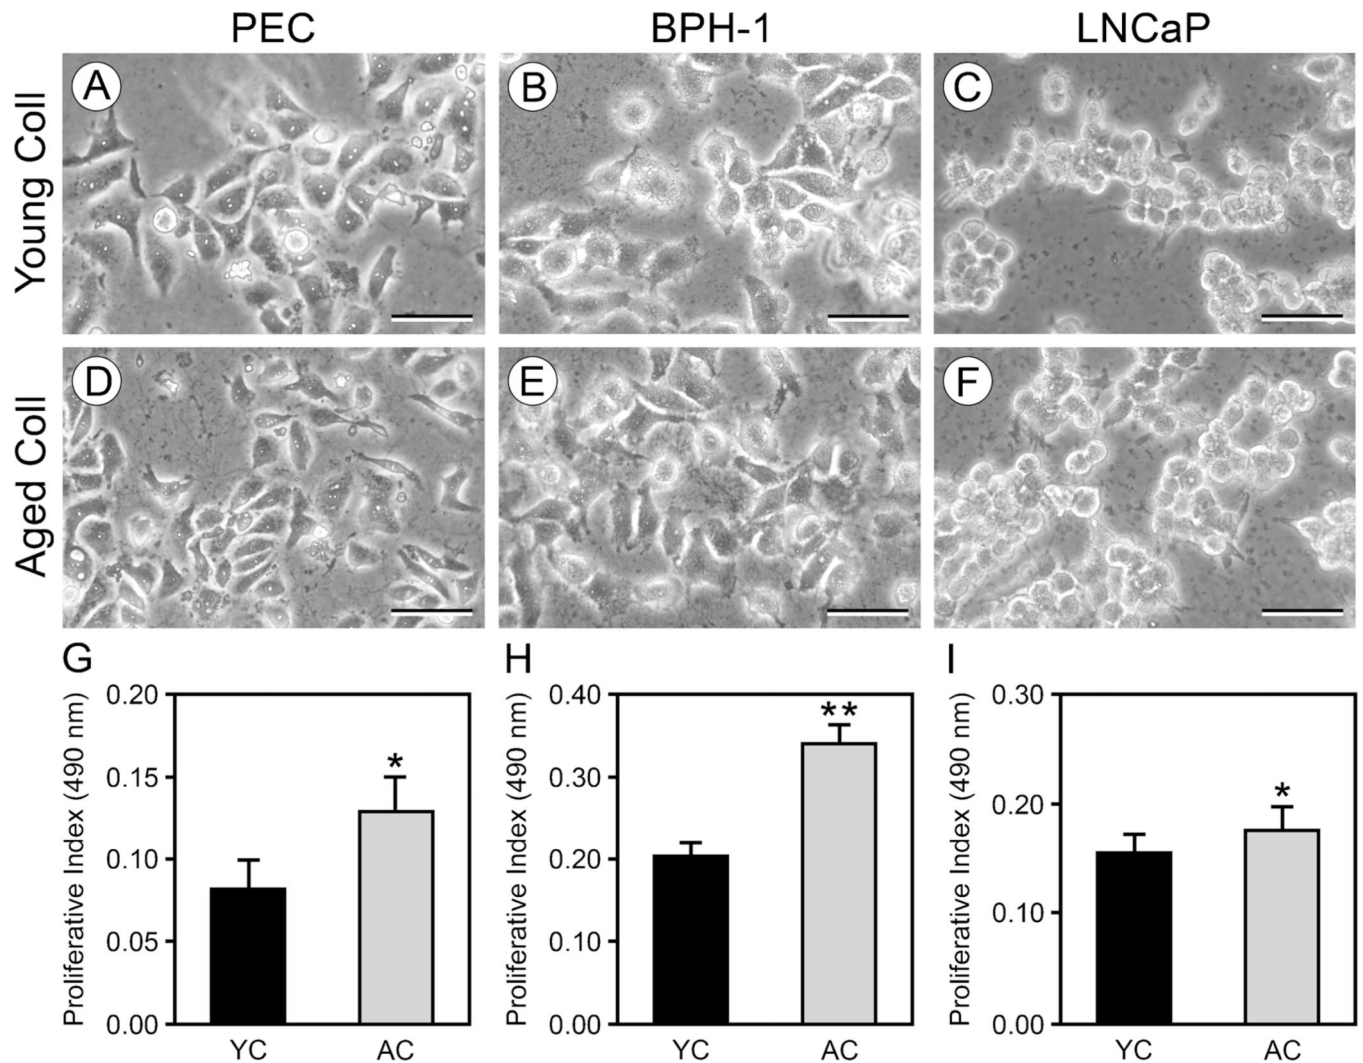 PEC BPH-1 LNCaP
Young Coll
A B C
Aged Coll
D E F
G H I
Proliferative Index (490 nm)
0.20
0.15
0.10
0.05
0.00
*
YC AC
Proliferative Index (490 nm)
0.40
0.30
0.20
0.10
0.00
**
YC AC
Proliferative Index (490 nm)
0.30
0.20
0.10
0.00
*
YC AC